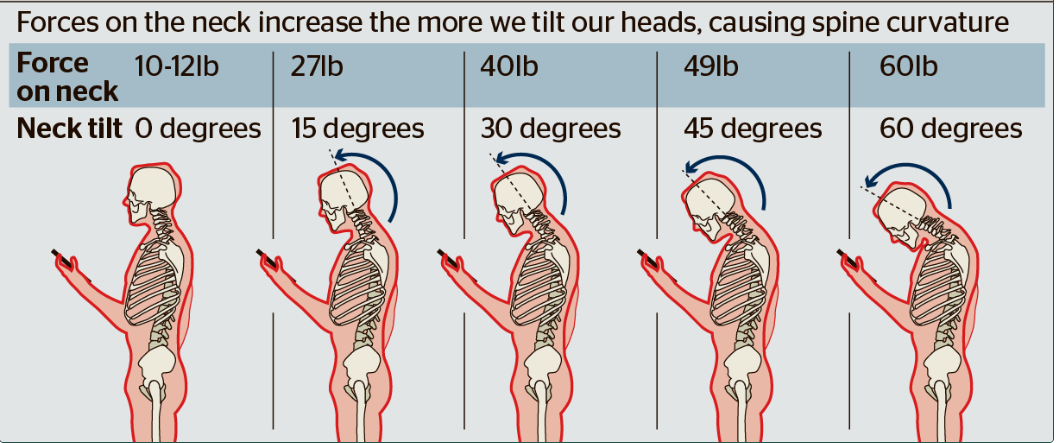 Forces on the neck increase the more we tilt our heads, causing spine curvature
Force on neck 10-12lb 27lb 40lb 49lb 60lb
Neck tilt 0 degrees 15 degrees 30 degrees 45 degrees 60 degrees